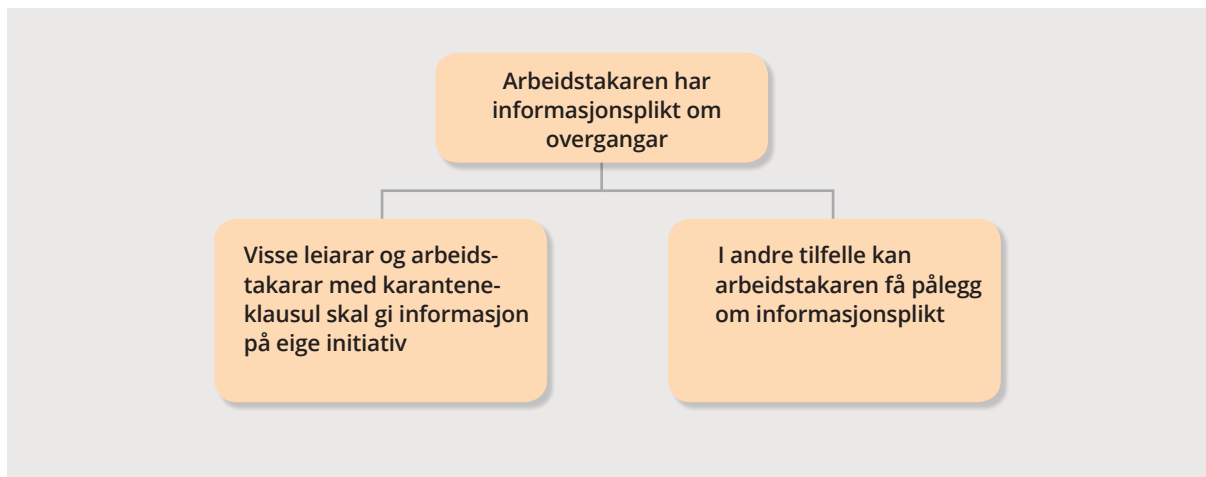 Arbeidstakaren har
informasjonsplikt om
overgangar
Visse leiarar og arbeids-
takarar med karantene-
klausul skal gi informasjon
på eige initiativ
I andre tilfelle kan
arbeidstakaren få pålegg
om informasjonsplikt